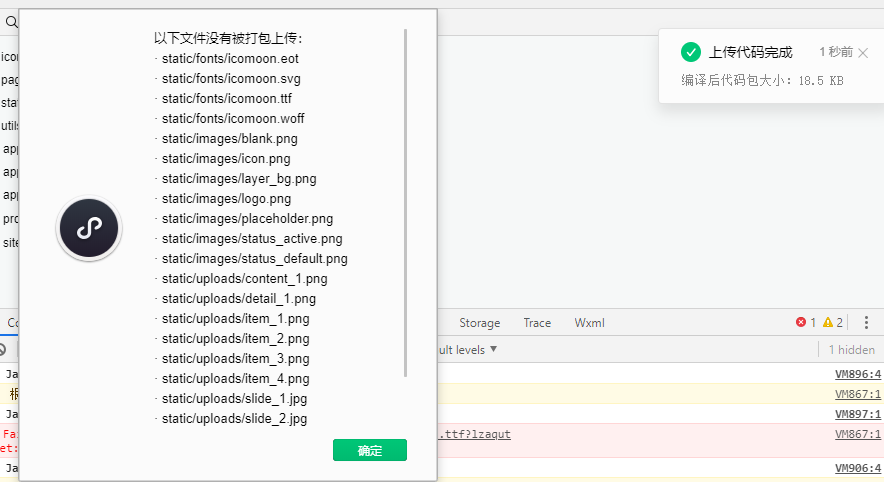 以下文件没有被打包上传：
· static/fonts/icomoon.eot
· static/fonts/icomoon.svg
· static/fonts/icomoon.ttf
· static/fonts/icomoon.woff
· static/images/blank.png
· static/images/icon.png
· static/images/layer_bg.png
· static/images/logo.png
· static/images/placeholder.png
· static/images/status_active.png
· static/images/status_default.png
· static/uploads/content_1.png
· static/uploads/detail_1.png
· static/uploads/item_1.png
· static/uploads/item_2.png
· static/uploads/item_3.png
· static/uploads/item_4.png
· static/uploads/slide_1.jpg
· static/uploads/slide_2.jpg
确定
上传代码完成 1 秒前
编译后代码包大小：18.5 KB
ico
pag
sta
utils
app
app
app
pro
site
Co Storage Trace Wxml 1 2
ult levels ▼ 1 hidden
Ja VM896:4
根 VM867:1
Ja VM897:1
Fa .ttf?lzaqut VM867:1
et:
Ja VM906:4